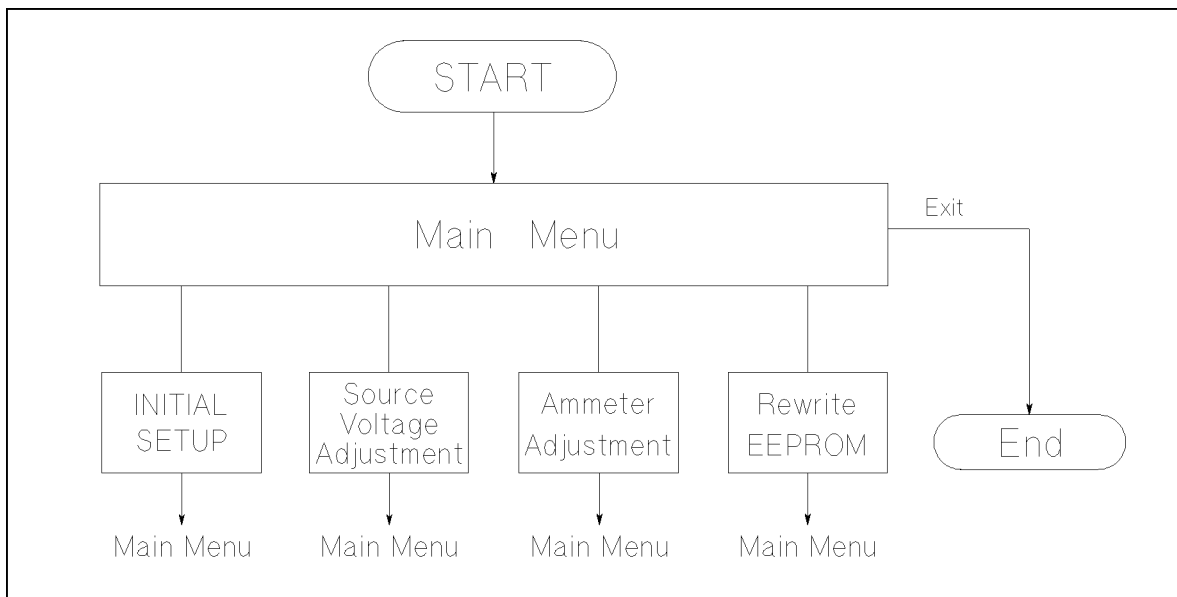 START
Main Menu
Exit
INITIAL
SETUP
Source
Voltage
Adjustment
Ammeter
Adjustment
Rewrite
EEPROM
End
Main Menu
Main Menu
Main Menu
Main Menu